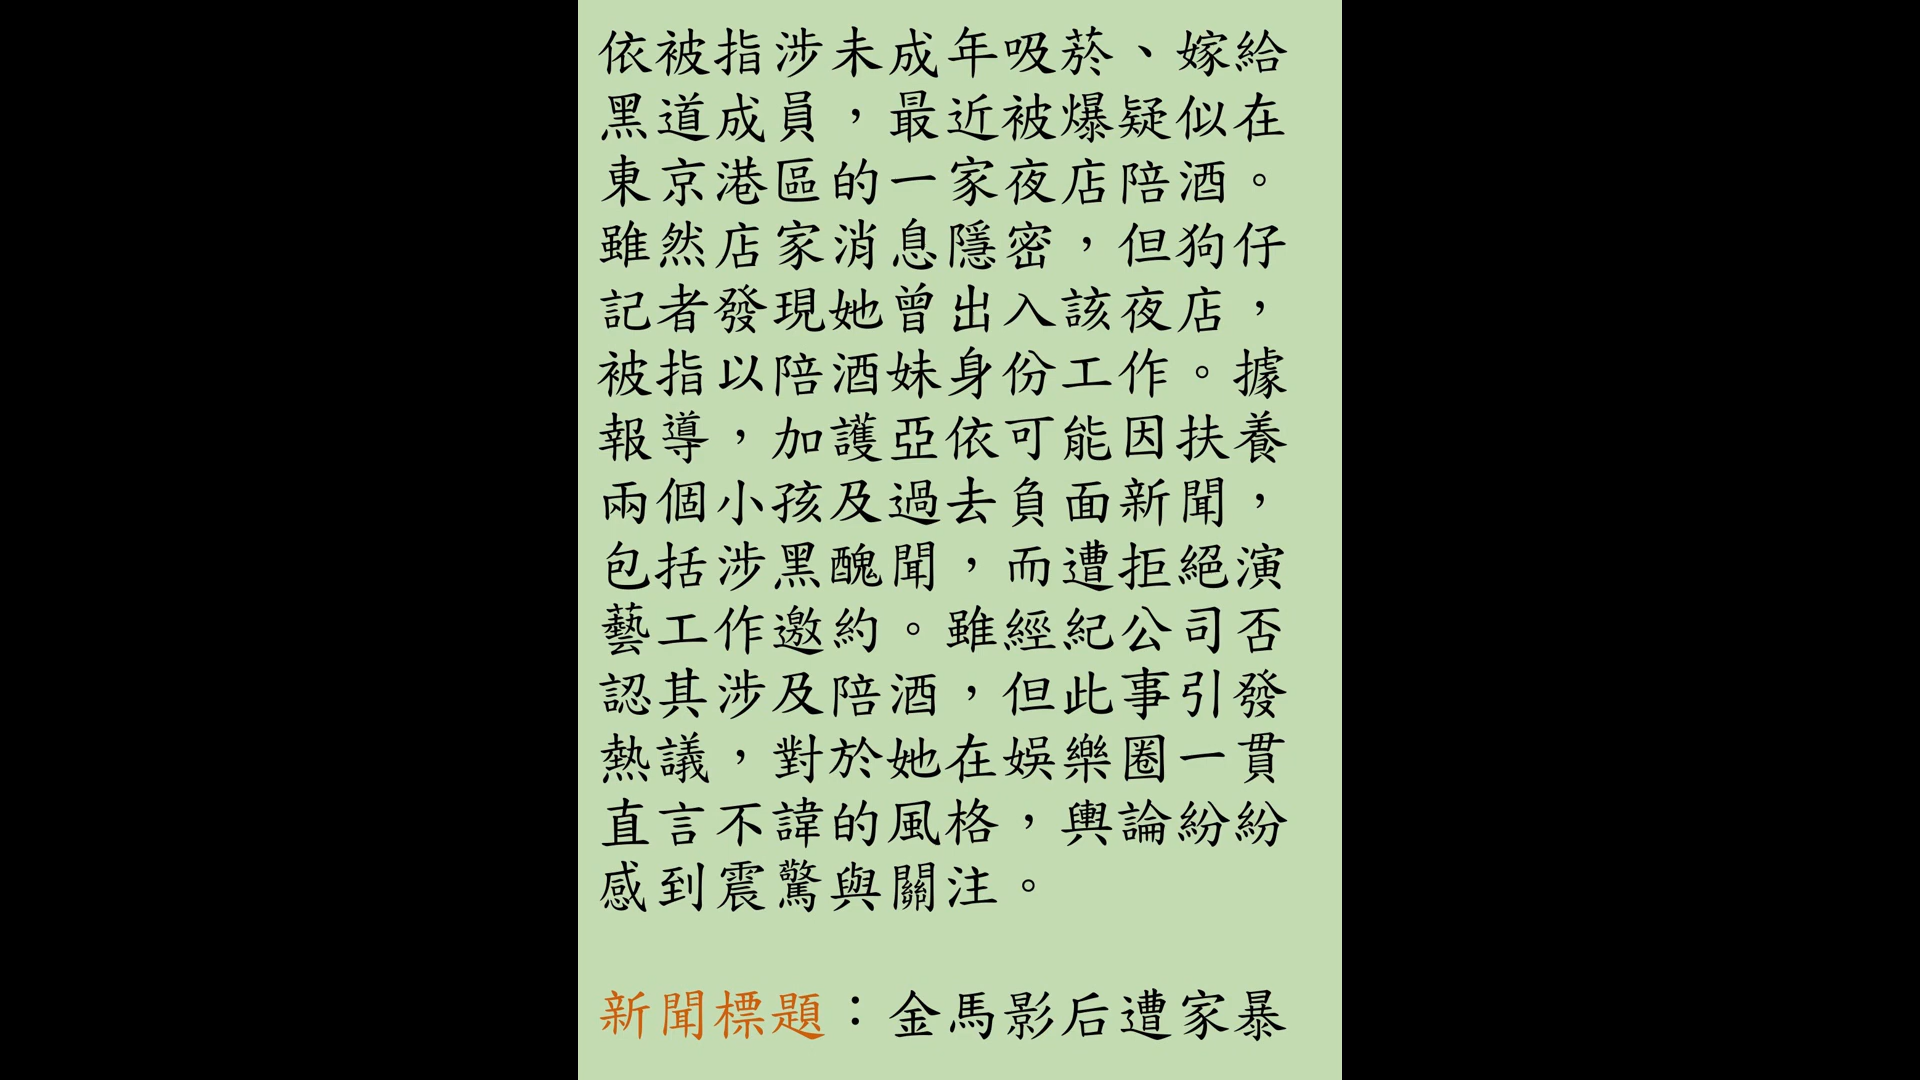 依被指涉未成年吸菸、嫁給
黑道成員，最近被爆疑似在
東京港區的一家夜店陪酒。
雖然店家消息隱密，但狗仔
記者發現她曾出入該夜店，
被指以陪酒妹身份工作。據
報導，加護亞依可能因扶養
兩個小孩及過去負面新聞，
包括涉黑醜聞，而遭拒絕演
藝工作邀約。雖經紀公司否
認其涉及陪酒，但此事引發
熱議，對於她在娛樂圈一貫
直言不諱的風格，輿論紛紛
感到震驚與關注。
新聞標題：金馬影后遭家暴